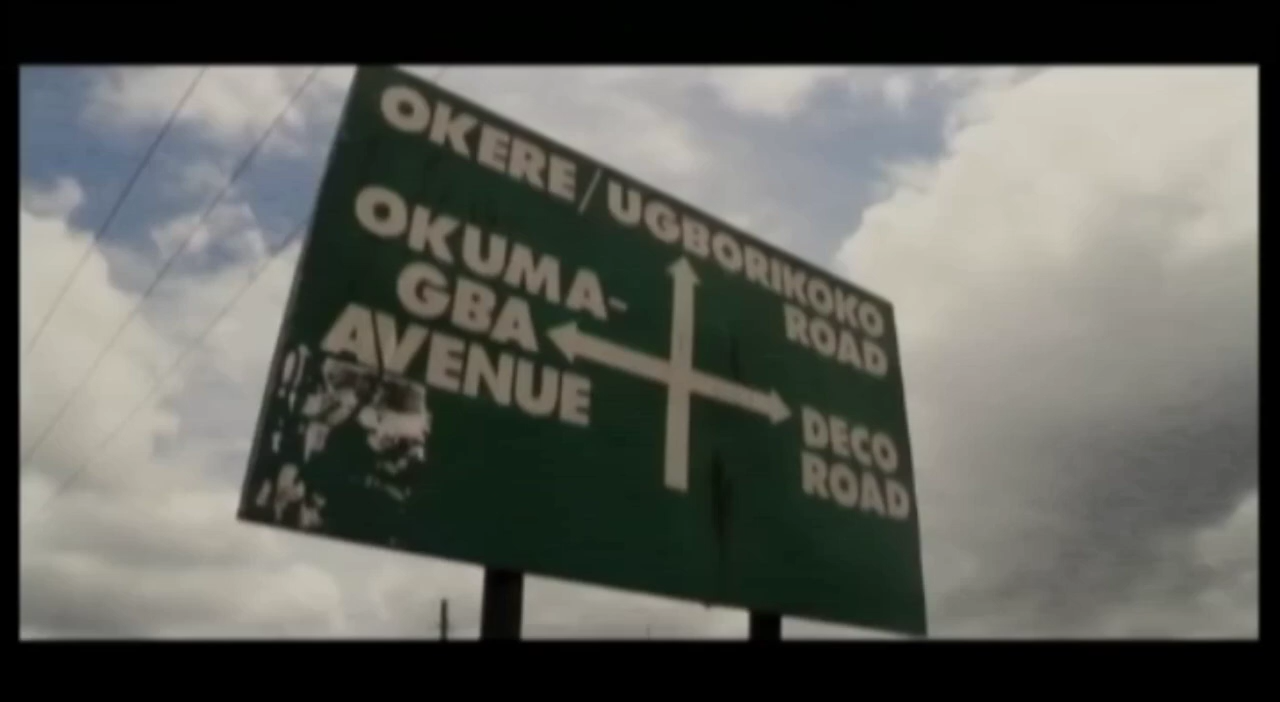 OKERE/UGBORIKOKO
ROAD
OKUMA-
GBA
AVENUE
DECO
ROAD